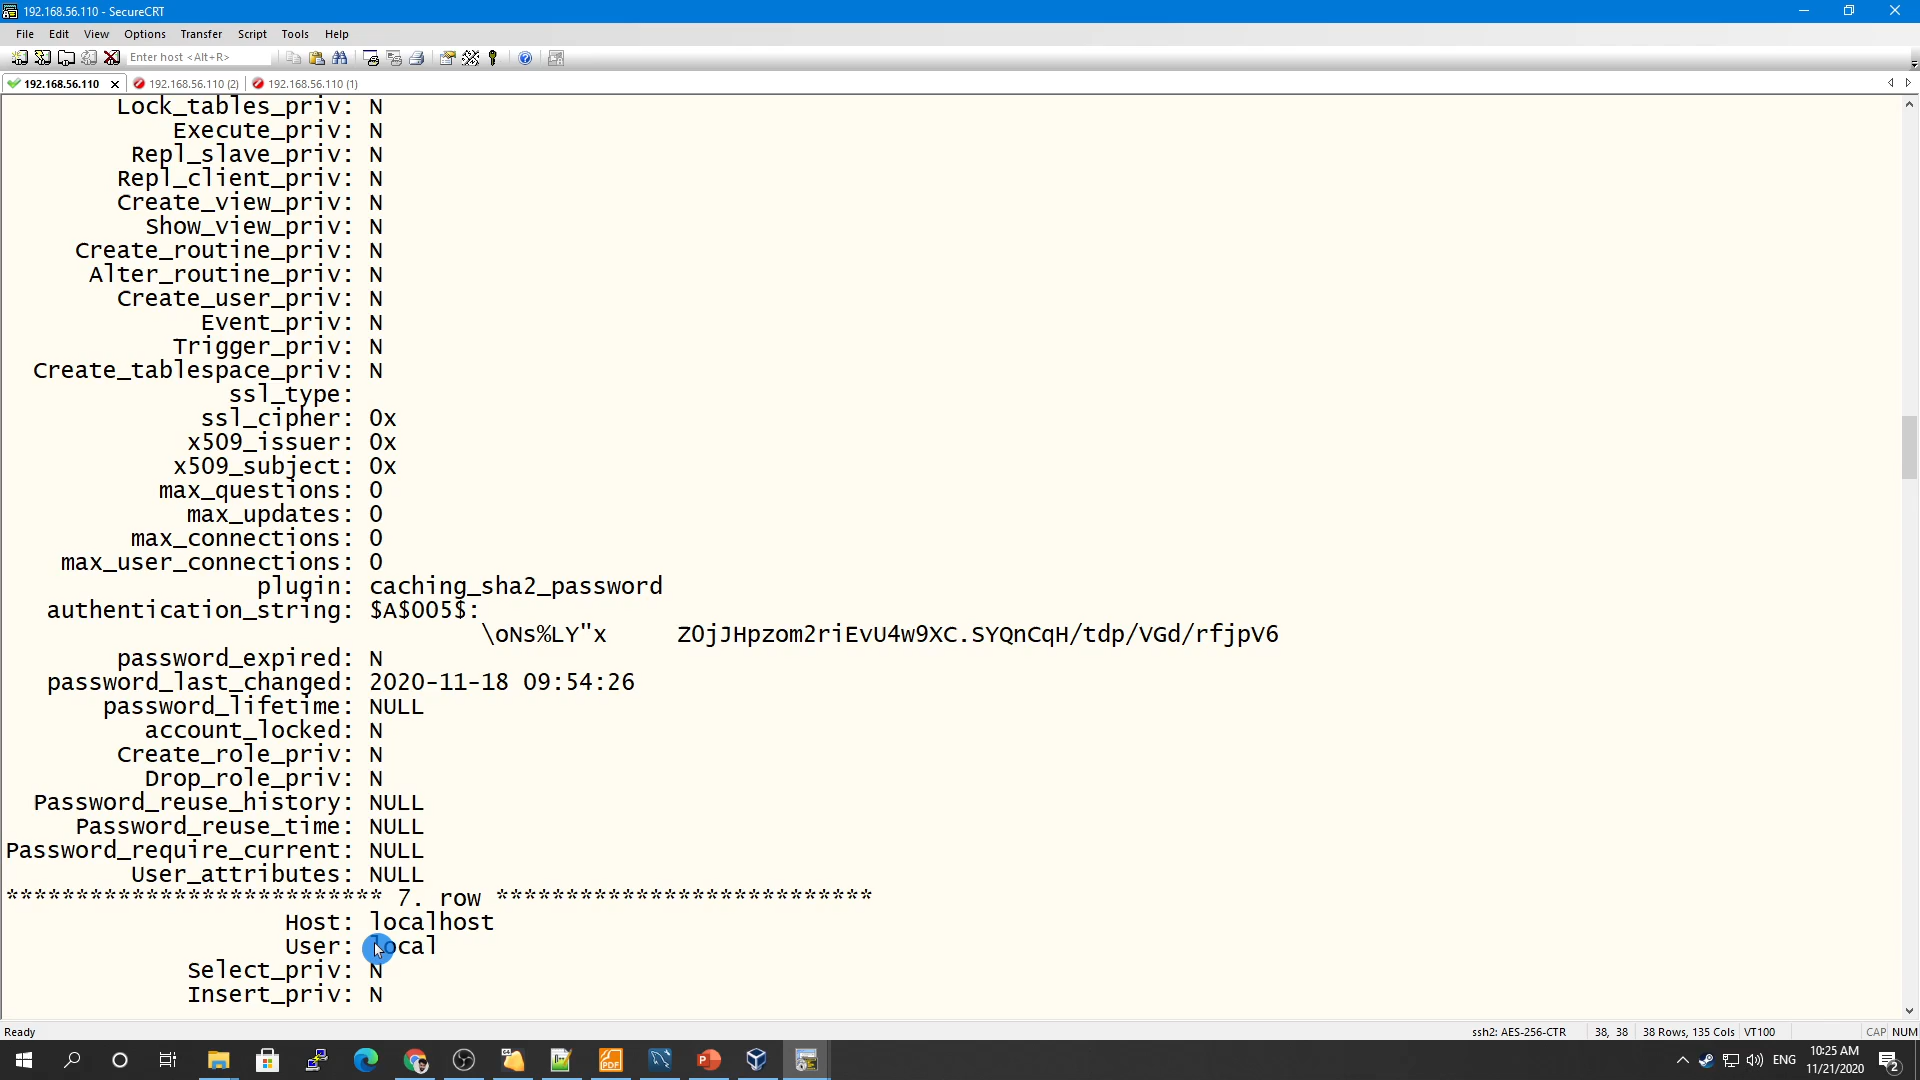 192.168.56.110 - SecureCRT
File Edit View Options Transfer Script Tools Help
Enter host <Alt+R>
192.168.56.110 192.168.56.110 (2) 192.168.56.110 (1)
Lock_tables_priv: N
Execute_priv: N
Repl_slave_priv: N
Repl_client_priv: N
Create_view_priv: N
Show_view_priv: N
Create_routine_priv: N
Alter_routine_priv: N
Create_user_priv: N
Event_priv: N
Trigger_priv: N
Create_tablespace_priv: N
ssl_type:
ssl_cipher: 0x
x509_issuer: 0x
x509_subject: 0x
max_questions: 0
max_updates: 0
max_connections: 0
max_user_connections: 0
plugin: caching_sha2_password
authentication_string: $A$005$:
\oNs%LY"x ZOjJHpzom2riEvU4w9XC.SYQnCqH/tdp/VGd/rfjpV6
password_expired: N
password_last_changed: 2020-11-18 09:54:26
password_lifetime: NULL
account_locked: N
Create_role_priv: N
Drop_role_priv: N
Password_reuse_history: NULL
Password_reuse_time: NULL
Password_require_current: NULL
User_attributes: NULL
*************************** 7. row ***************************
Host: localhost
User: local
Select_priv: N
Insert_priv: N
Ready ssh2: AES-256-CTR 38, 38 38 Rows, 135 Cols VT100 CAP NUM
ENG 10:25 AM
11/21/2020 2